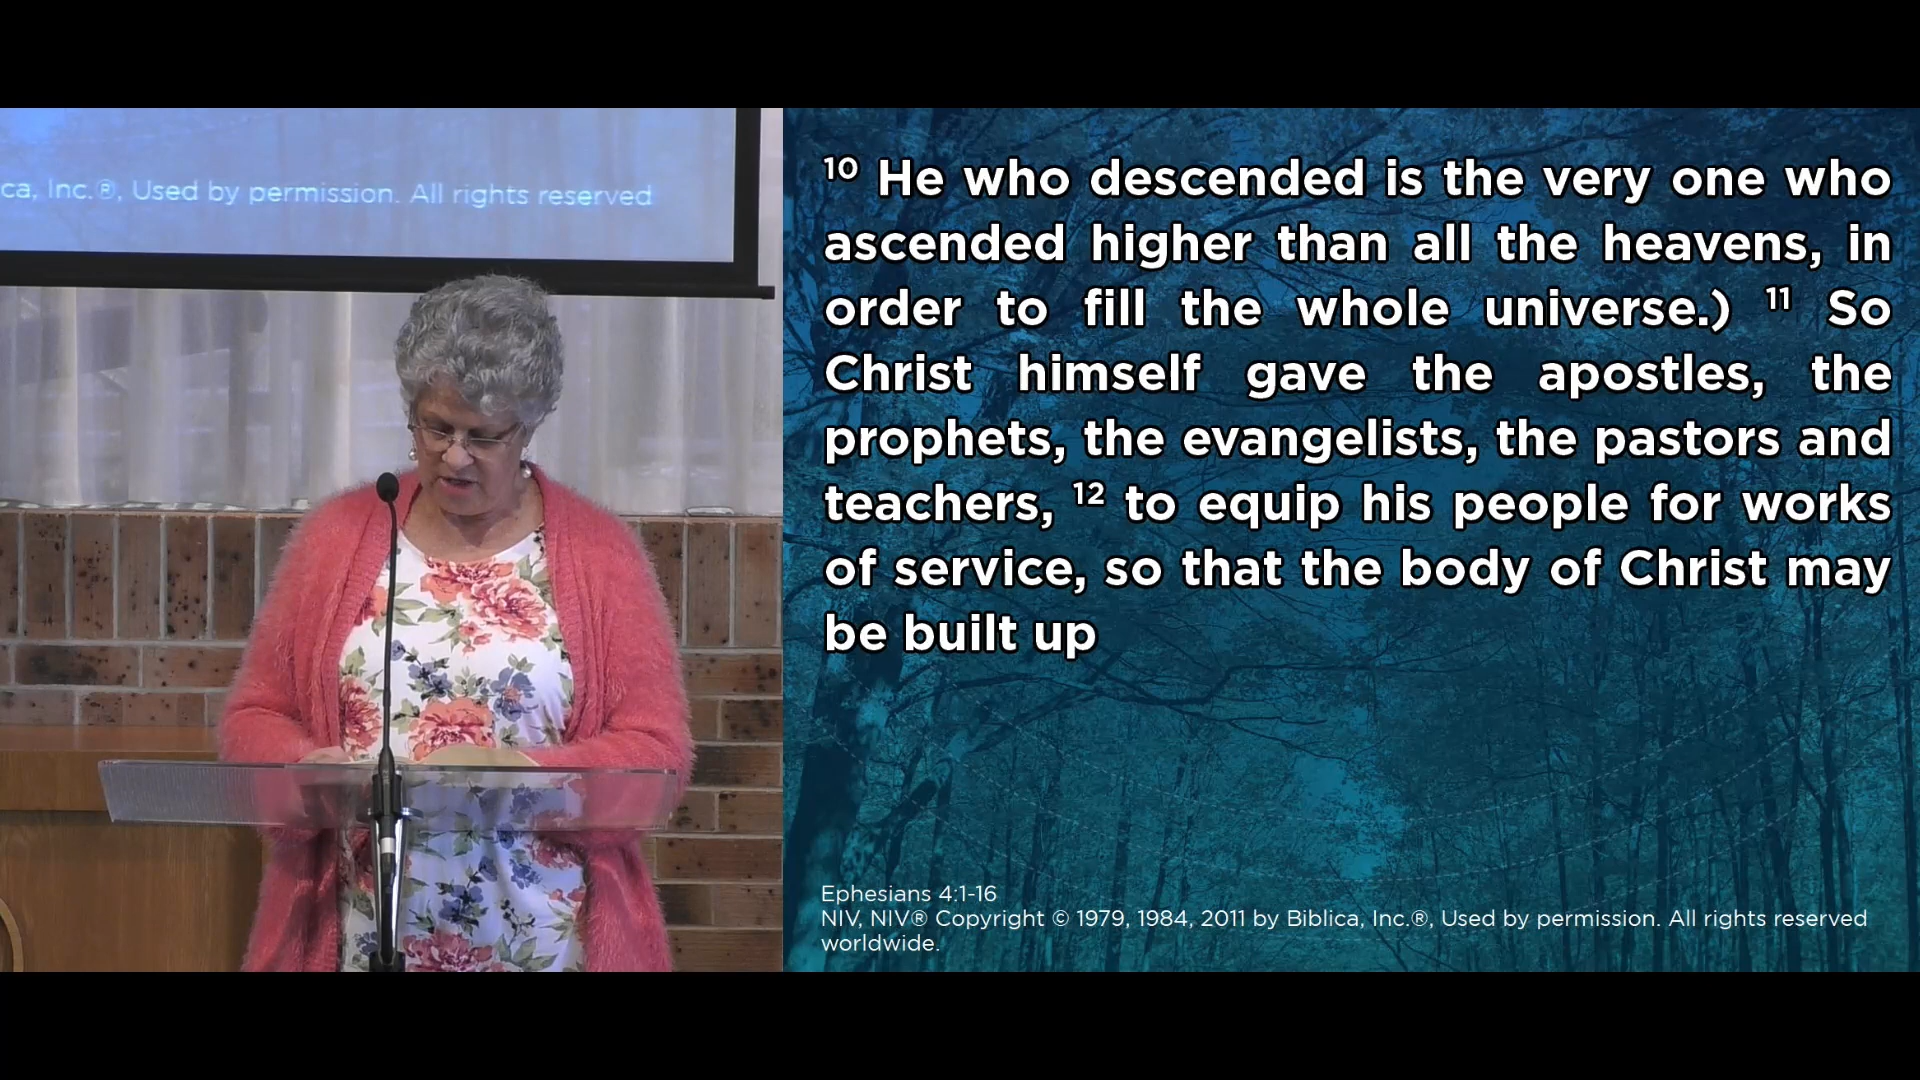 ca, Inc.®, Used by permission. All rights reserved
¹⁰ He who descended is the very one who
ascended higher than all the heavens, in
order to fill the whole universe.) ¹¹ So
Christ himself gave the apostles, the
prophets, the evangelists, the pastors and
teachers, ¹² to equip his people for works
of service, so that the body of Christ may
be built up
Ephesians 4:1-16
NIV, NIV® Copyright © 1979, 1984, 2011 by Biblica, Inc.®, Used by permission. All rights reserved
worldwide.